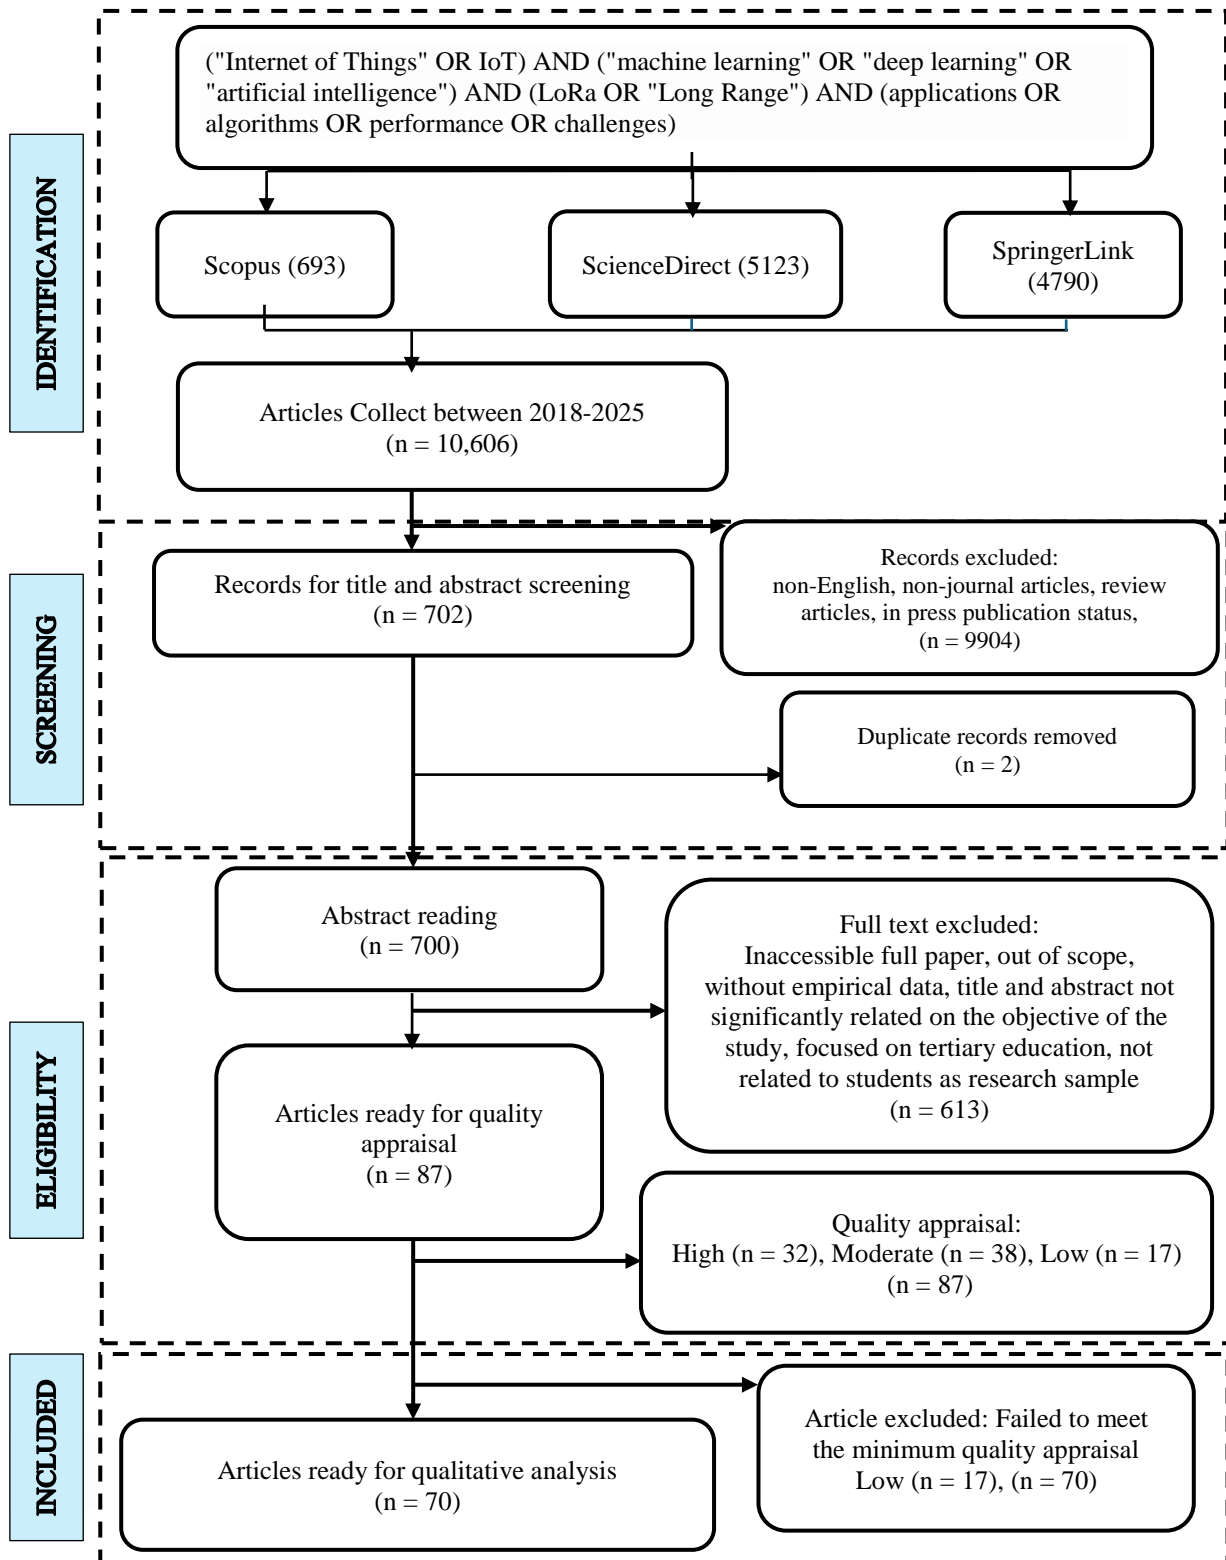 IDENTIFICATION
("Internet of Things" OR IoT) AND ("machine learning" OR "deep learning" OR
"artificial intelligence") AND (LoRa OR "Long Range") AND (applications OR
algorithms OR performance OR challenges)
Scopus (693)
ScienceDirect (5123)
SpringerLink
(4790)
Articles Collect between 2018-2025
(n = 10,606)
SCREENING
Records for title and abstract screening
(n = 702)
Records excluded:
non-English, non-journal articles, review
articles, in press publication status,
(n = 9904)
Duplicate records removed
(n = 2)
ELIGIBILITY
Abstract reading
(n = 700)
Full text excluded:
Inaccessible full paper, out of scope,
without empirical data, title and abstract not
significantly related on the objective of the
study, focused on tertiary education, not
related to students as research sample
(n = 613)
Articles ready for quality
appraisal
(n = 87)
Quality appraisal:
High (n = 32), Moderate (n = 38), Low (n = 17)
(n = 87)
INCLUDED
Articles ready for qualitative analysis
(n = 70)
Article excluded: Failed to meet
the minimum quality appraisal
Low (n = 17), (n = 70)